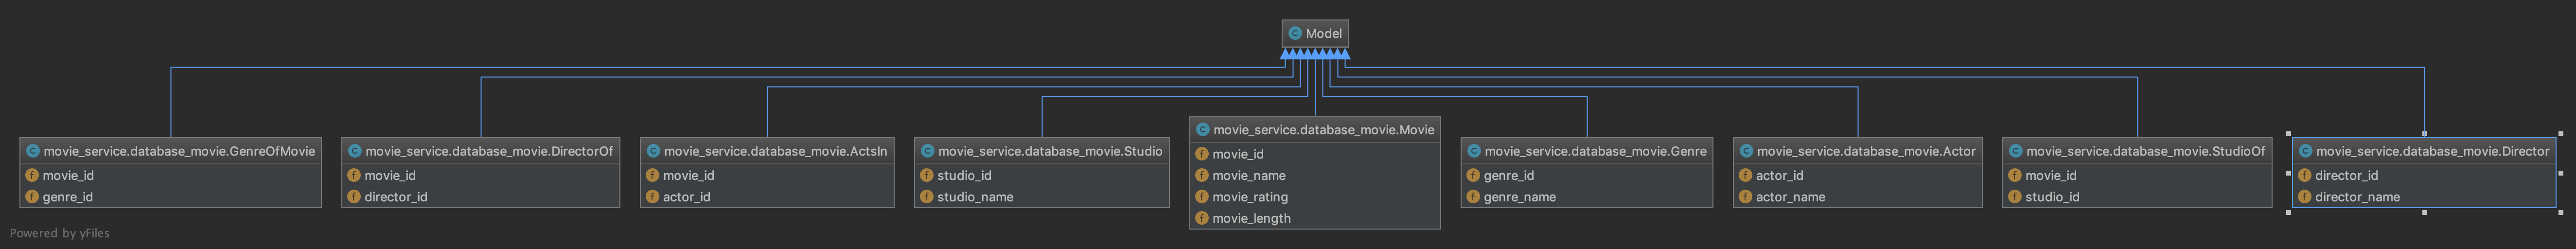 Model
movie_service.database_movie.GenreOfMovie
movie_id
genre_id
movie_service.database_movie.DirectorOf
movie_id
director_id
movie_service.database_movie.ActsIn
movie_id
actor_id
movie_service.database_movie.Studio
studio_id
studio_name
movie_service.database_movie.Movie
movie_id
movie_name
movie_rating
movie_length
movie_service.database_movie.Genre
genre_id
genre_name
movie_service.database_movie.Actor
actor_id
actor_name
movie_service.database_movie.StudioOf
movie_id
studio_id
movie_service.database_movie.Director
director_id
director_name
Powered by yFiles